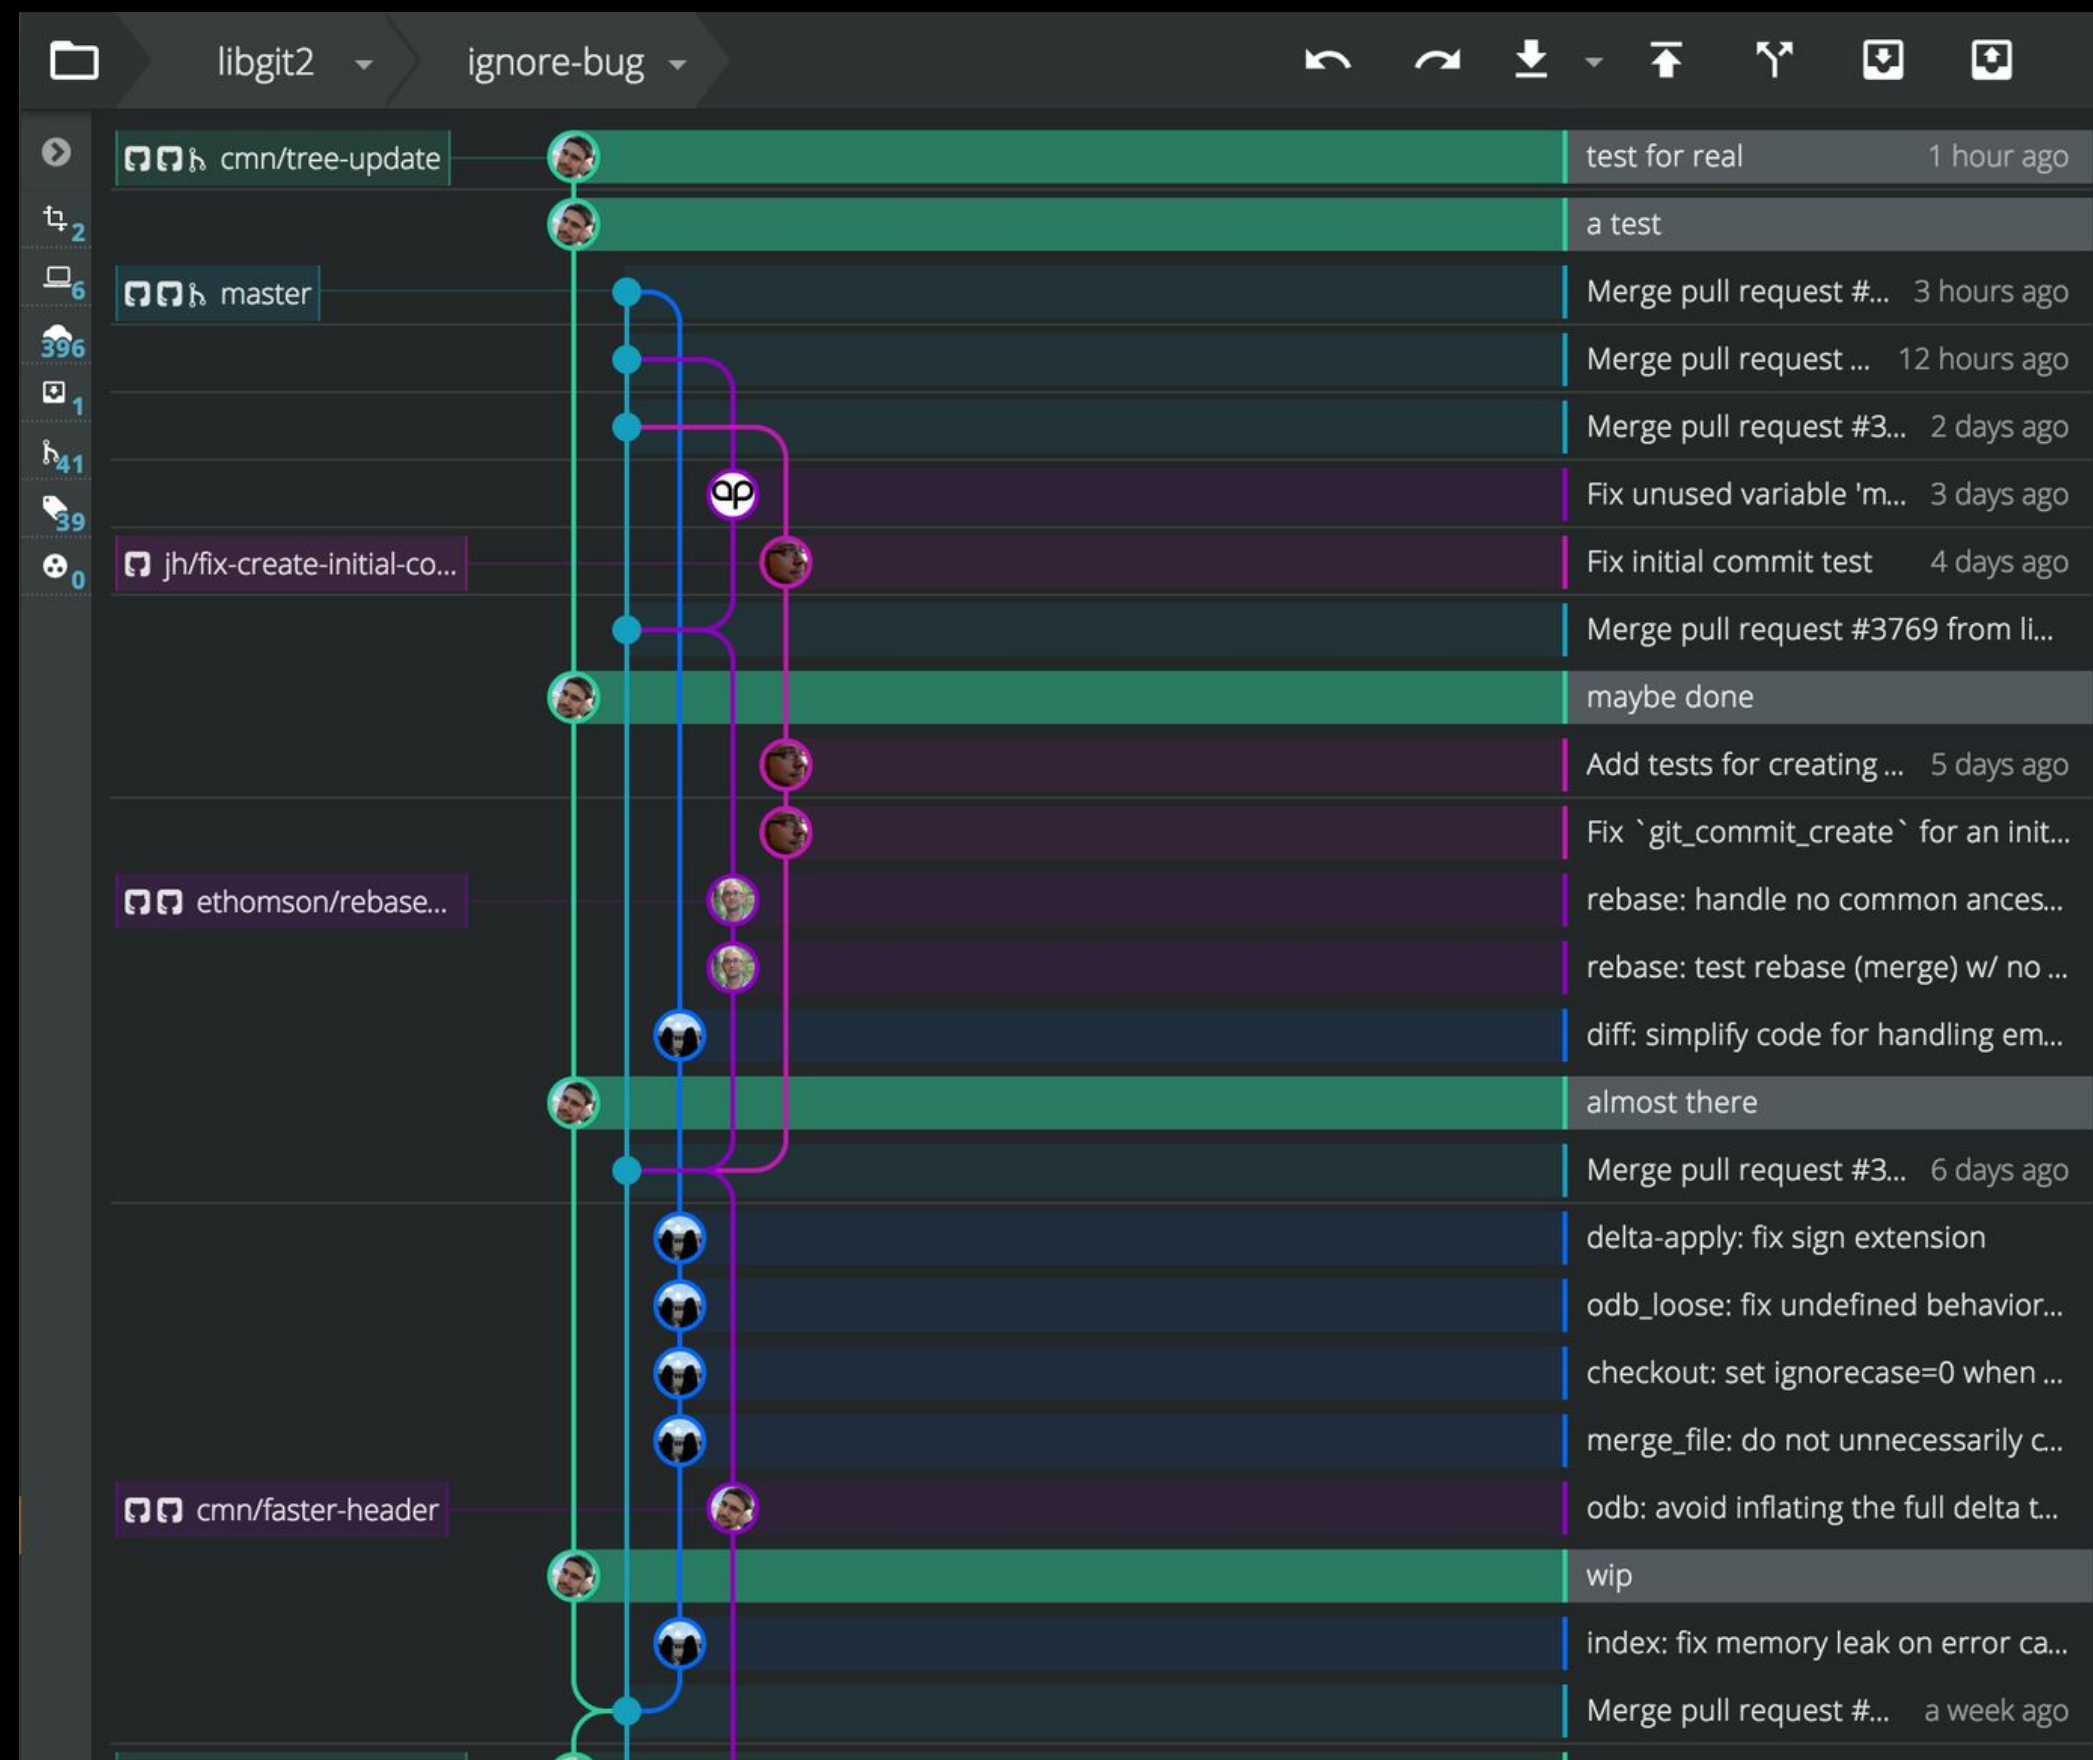 libgit2 ignore-bug
cmn/tree-update test for real 1 hour ago
a test
2
6
master Merge pull request #... 3 hours ago
396
Merge pull request ... 12 hours ago
1
Merge pull request #3... 2 days ago
41
ap Fix unused variable 'm... 3 days ago
39
jh/fix-create-initial-co... Fix initial commit test 4 days ago
0
Merge pull request #3769 from li...
maybe done
Add tests for creating ... 5 days ago
Fix `git_commit_create` for an init...
ethomson/rebase... rebase: handle no common ances...
rebase: test rebase (merge) w/ no ...
diff: simplify code for handling em...
almost there
Merge pull request #3... 6 days ago
delta-apply: fix sign extension
odb_loose: fix undefined behavior...
checkout: set ignorecase=0 when ...
merge_file: do not unnecessarily c...
cmn/faster-header odb: avoid inflating the full delta t...
wip
index: fix memory leak on error ca...
Merge pull request #... a week ago